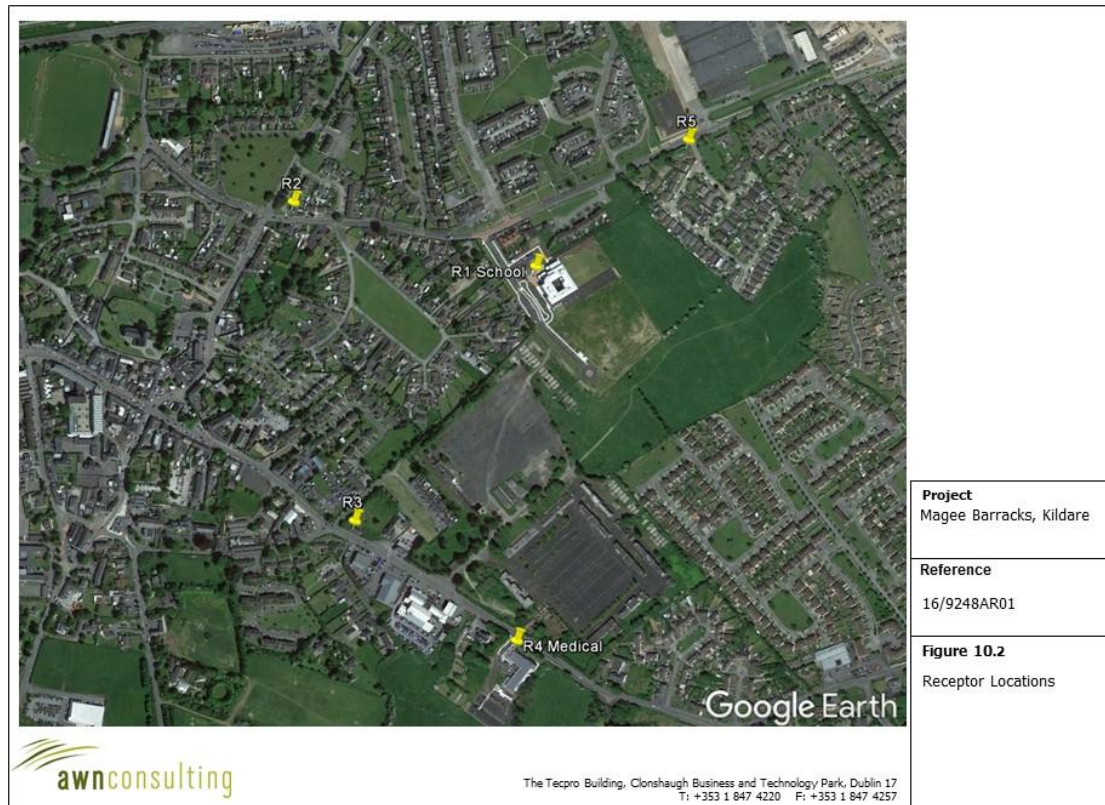 R5
R2
R1 School
R3
R4 Medical
Google Earth
Project
Magee Barracks, Kildare
Reference
16/9248AR01
Figure 10.2
Receptor Locations
awnconsulting
The Tecpro Building, Clonshaugh Business and Technology Park, Dublin 17
T: +353 1 847 4220 F: +353 1 847 4257